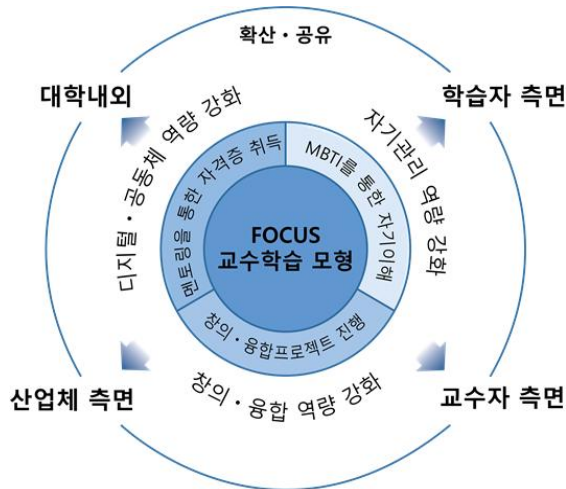 확산・공유
대학내외
학습자 측면
디지털・공동체 역량 강화
자기관리 역량 강화
멘토링을 통한 자격증 취득
MBTI를 통한 자기이해
FOCUS
교수학습 모형
창의・융합프로젝트 진행
창의・융합 역량 강화
산업체 측면
교수자 측면